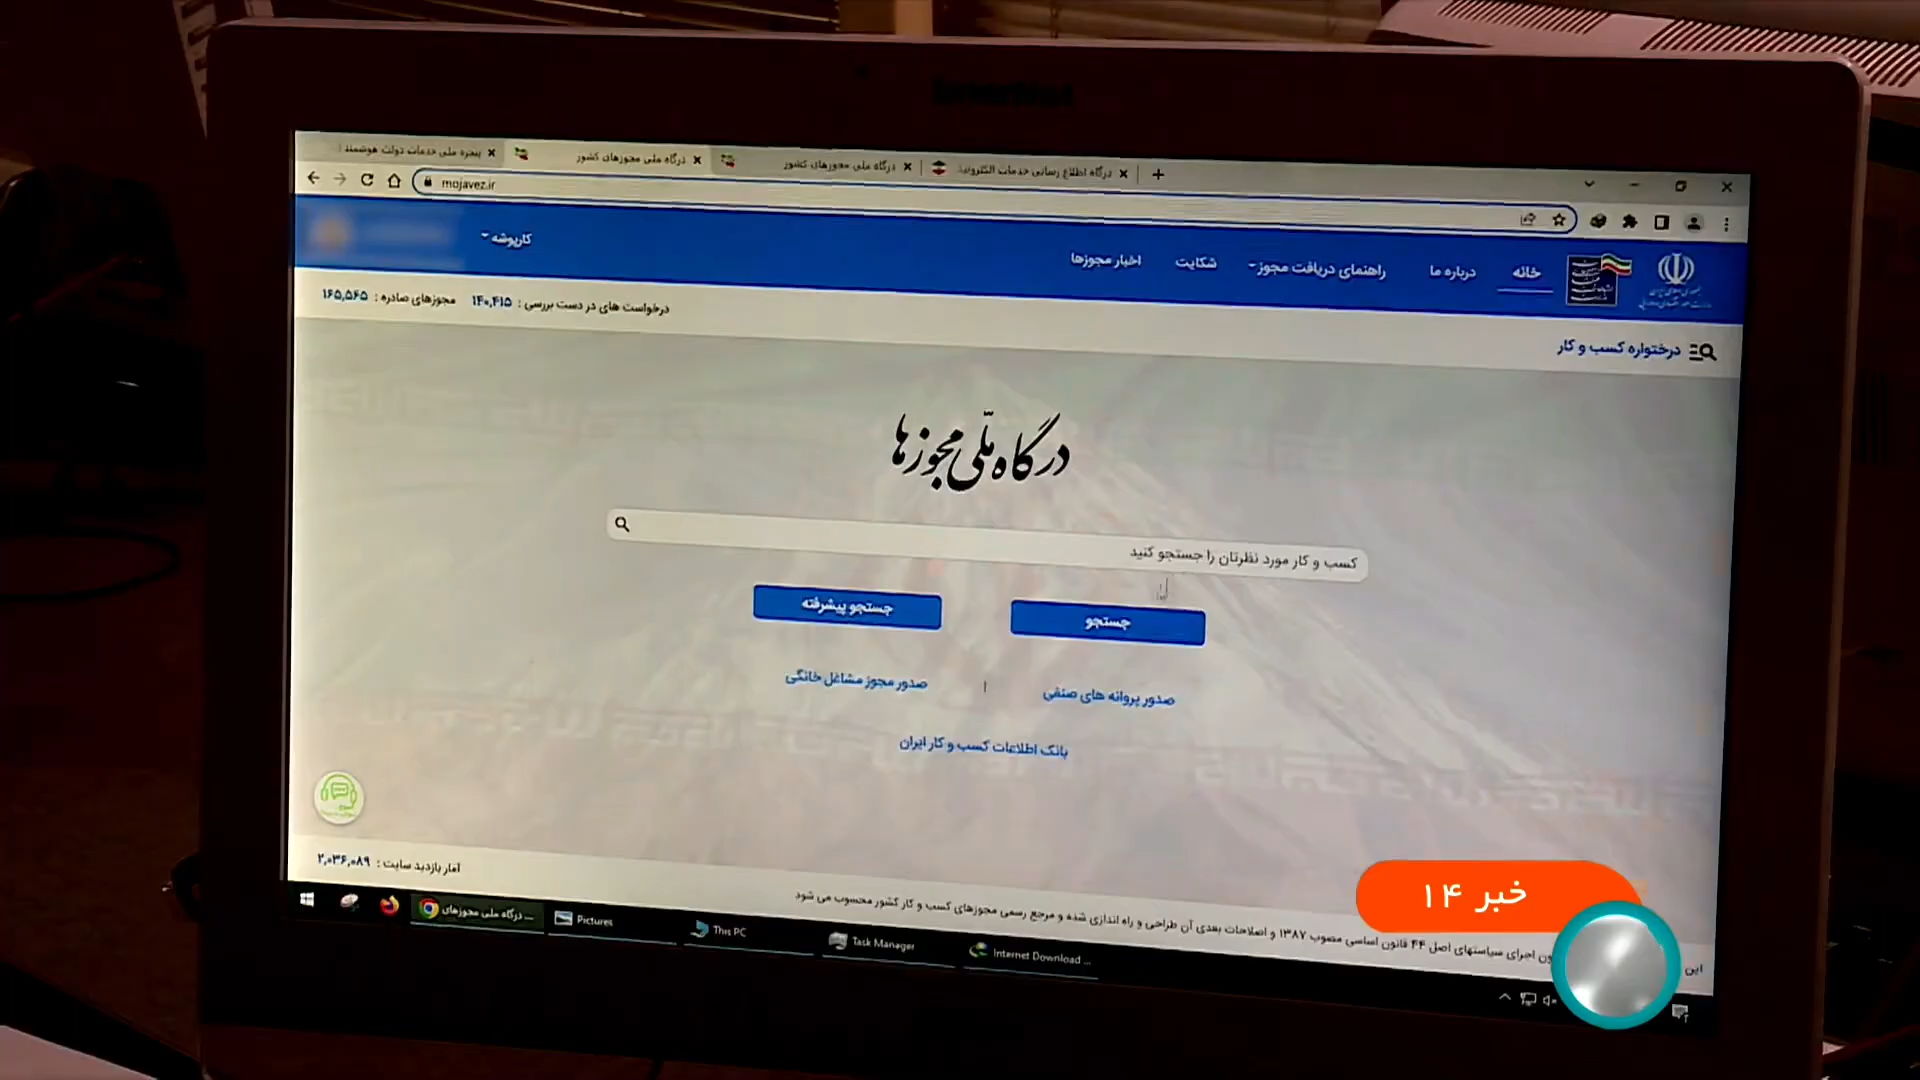 پنجره ملی خدمات دولت هوشمند
درگاه ملی مجوزهای کشور
درگاه ملی مجوزهای کشور
درگاه اطلاع رسانی خدمات الکترونیک
mojavez.ir
خانه
درباره ما
راهنمای دریافت مجوز
شکایت
اخبار مجوزها
کارپوشه
درخواست های در دست بررسی : ۱۴۰,۴۱۵ مجوزهای صادره : ۱۶۵,۵۶۵
درختواره کسب و کار
درگاه ملّی مجوزها
کسب و کار مورد نظرتان را جستجو کنید
جستجو
جستجو پیشرفته
صدور پروانه های صنفی | صدور مجوز مشاغل خانگی
بانک اطلاعات کسب و کار ایران
آمار بازدید سایت : ۲,۰۳۶,۰۸۹
این
اجرای سیاستهای اصل ۴۴ قانون اساسی مصوب ۱۳۸۷ و اصلاحات بعدی آن طراحی و راه اندازی شده و مرجع رسمی مجوزهای کسب و کار کشور محسوب می شود
درگاه ملی مجوزهای ...
Pictures
This PC
Task Manager
Internet Download ...
خبر ۱۴